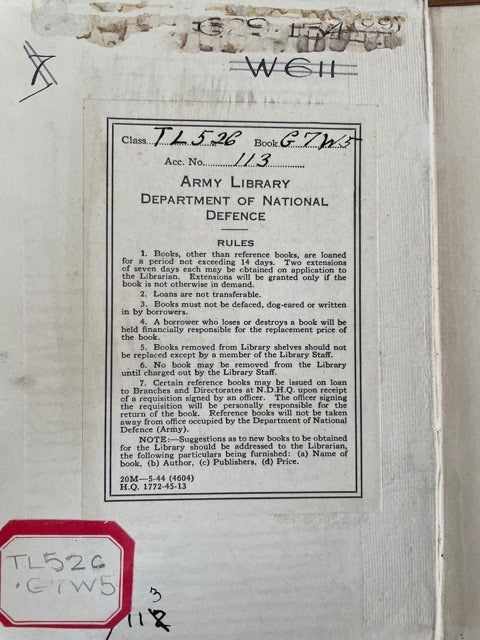 W611
Class TL526 Book G7W5
Acc. No. 113
ARMY LIBRARY
DEPARTMENT OF NATIONAL
DEFENCE
RULES
1. Books, other than reference books, are loaned
for a period not exceeding 14 days. Two extensions
of seven days each may be obtained on application to
the Librarian. Extensions will be granted only if the
book is not otherwise in demand.
2. Loans are not transferable.
3. Books must not be defaced, dog-eared or written
in by borrowers.
4. A borrower who loses or destroys a book will be
held financially responsible for the replacement price of
the book.
5. Books removed from Library shelves should not
be replaced except by a member of the Library Staff.
6. No book may be removed from the Library
until charged out by the Library Staff.
7. Certain reference books may be issued on loan
to Branches and Directorates at N.D.H.Q. upon receipt
of a requisition signed by an officer. The officer signing
the requisition will be personally responsible for the
return of the book. Reference books will not be taken
away from office occupied by the Department of National
Defence (Army).
NOTE:—Suggestions as to new books to be obtained
for the Library should be addressed to the Librarian,
the following particulars being furnished: (a) Name of
book, (b) Author, (c) Publishers, (d) Price.
20M—5-44 (4604)
H.Q. 1772-45-13
TL526
.G7W5
3
112